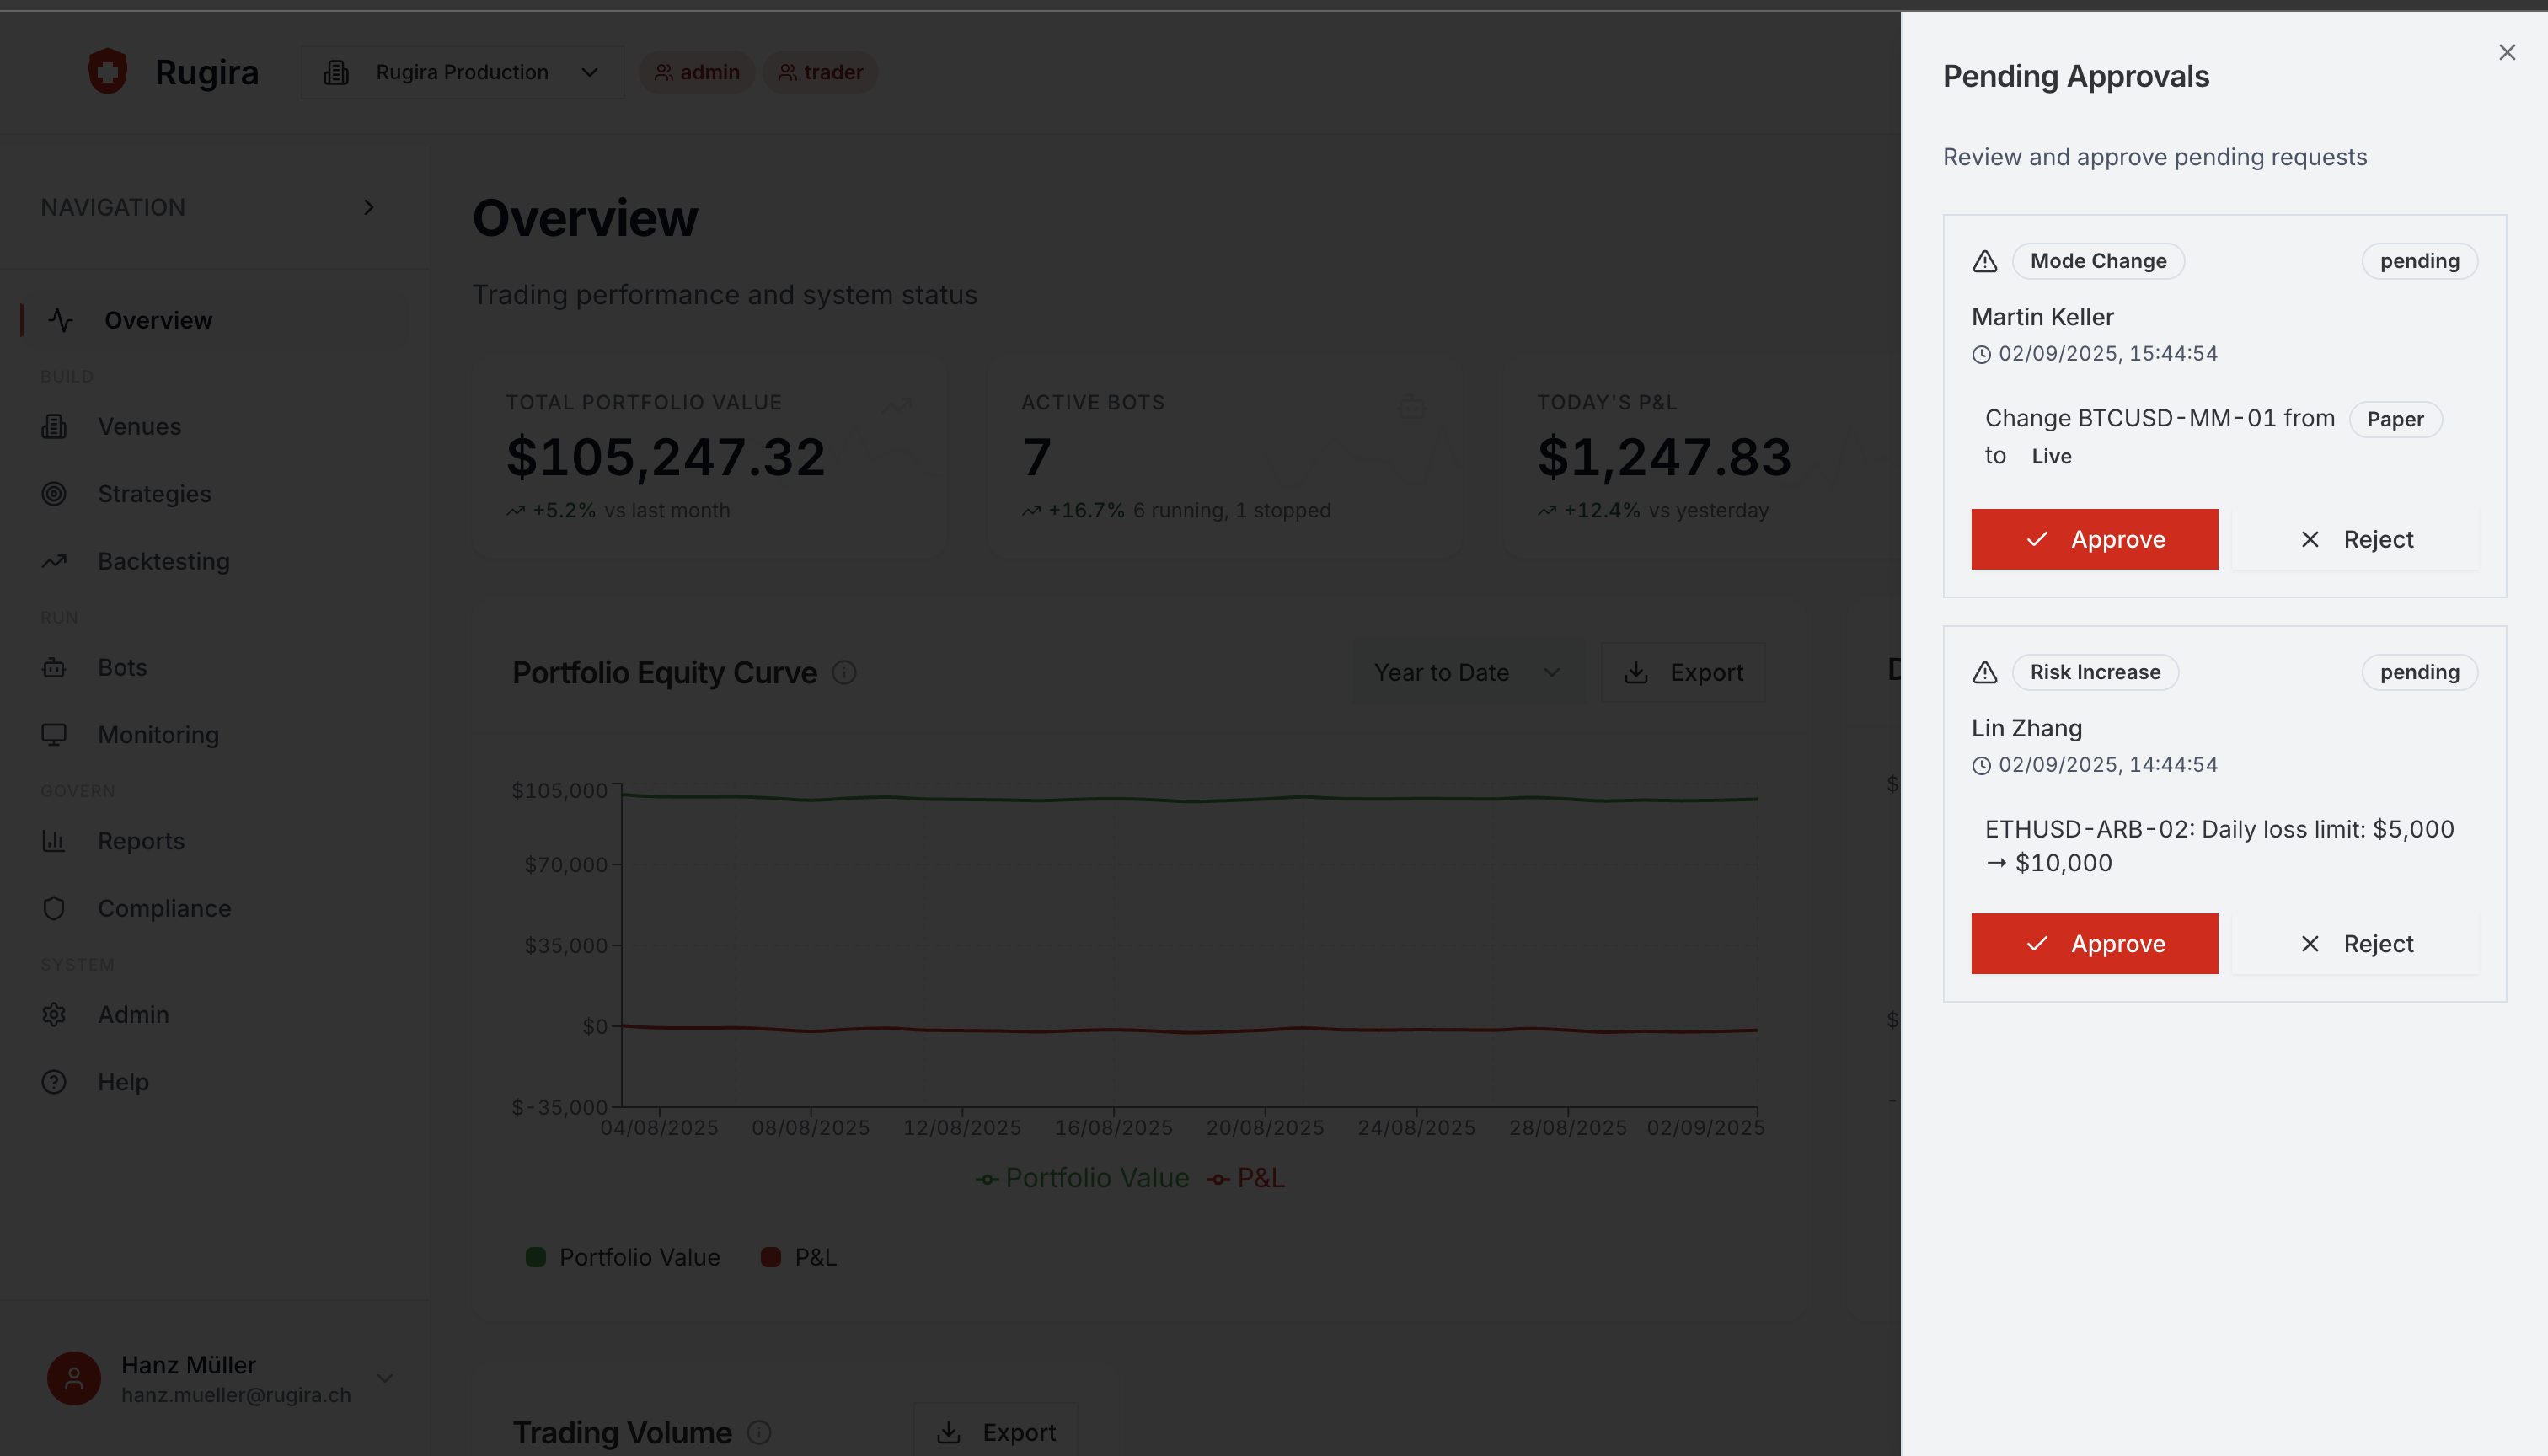 Rugira
Rugira Production
admin
trader
NAVIGATION
Overview
BUILD
Venues
Strategies
Backtesting
RUN
Bots
Monitoring
GOVERN
Reports
Compliance
SYSTEM
Admin
Help
Hanz Müller
hanz.mueller@rugira.ch
Overview
Trading performance and system status
TOTAL PORTFOLIO VALUE
$105,247.32
+5.2% vs last month
ACTIVE BOTS
7
+16.7% 6 running, 1 stopped
TODAY'S P&L
$1,247.83
+12.4% vs yesterday
Portfolio Equity Curve
Year to Date
Export
$105,000
$70,000
$35,000
$0
$-35,000
04/08/2025 08/08/2025 12/08/2025 16/08/2025 20/08/2025 24/08/2025 28/08/2025 02/09/2025
Portfolio Value P&L
Portfolio Value P&L
Trading Volume
Export
$
$
-
Pending Approvals
Review and approve pending requests
Mode Change pending
Martin Keller
02/09/2025, 15:44:54
Change BTCUSD-MM-01 from Paper
to Live
Approve Reject
Risk Increase pending
Lin Zhang
02/09/2025, 14:44:54
ETHUSD-ARB-02: Daily loss limit: $5,000
→ $10,000
Approve Reject